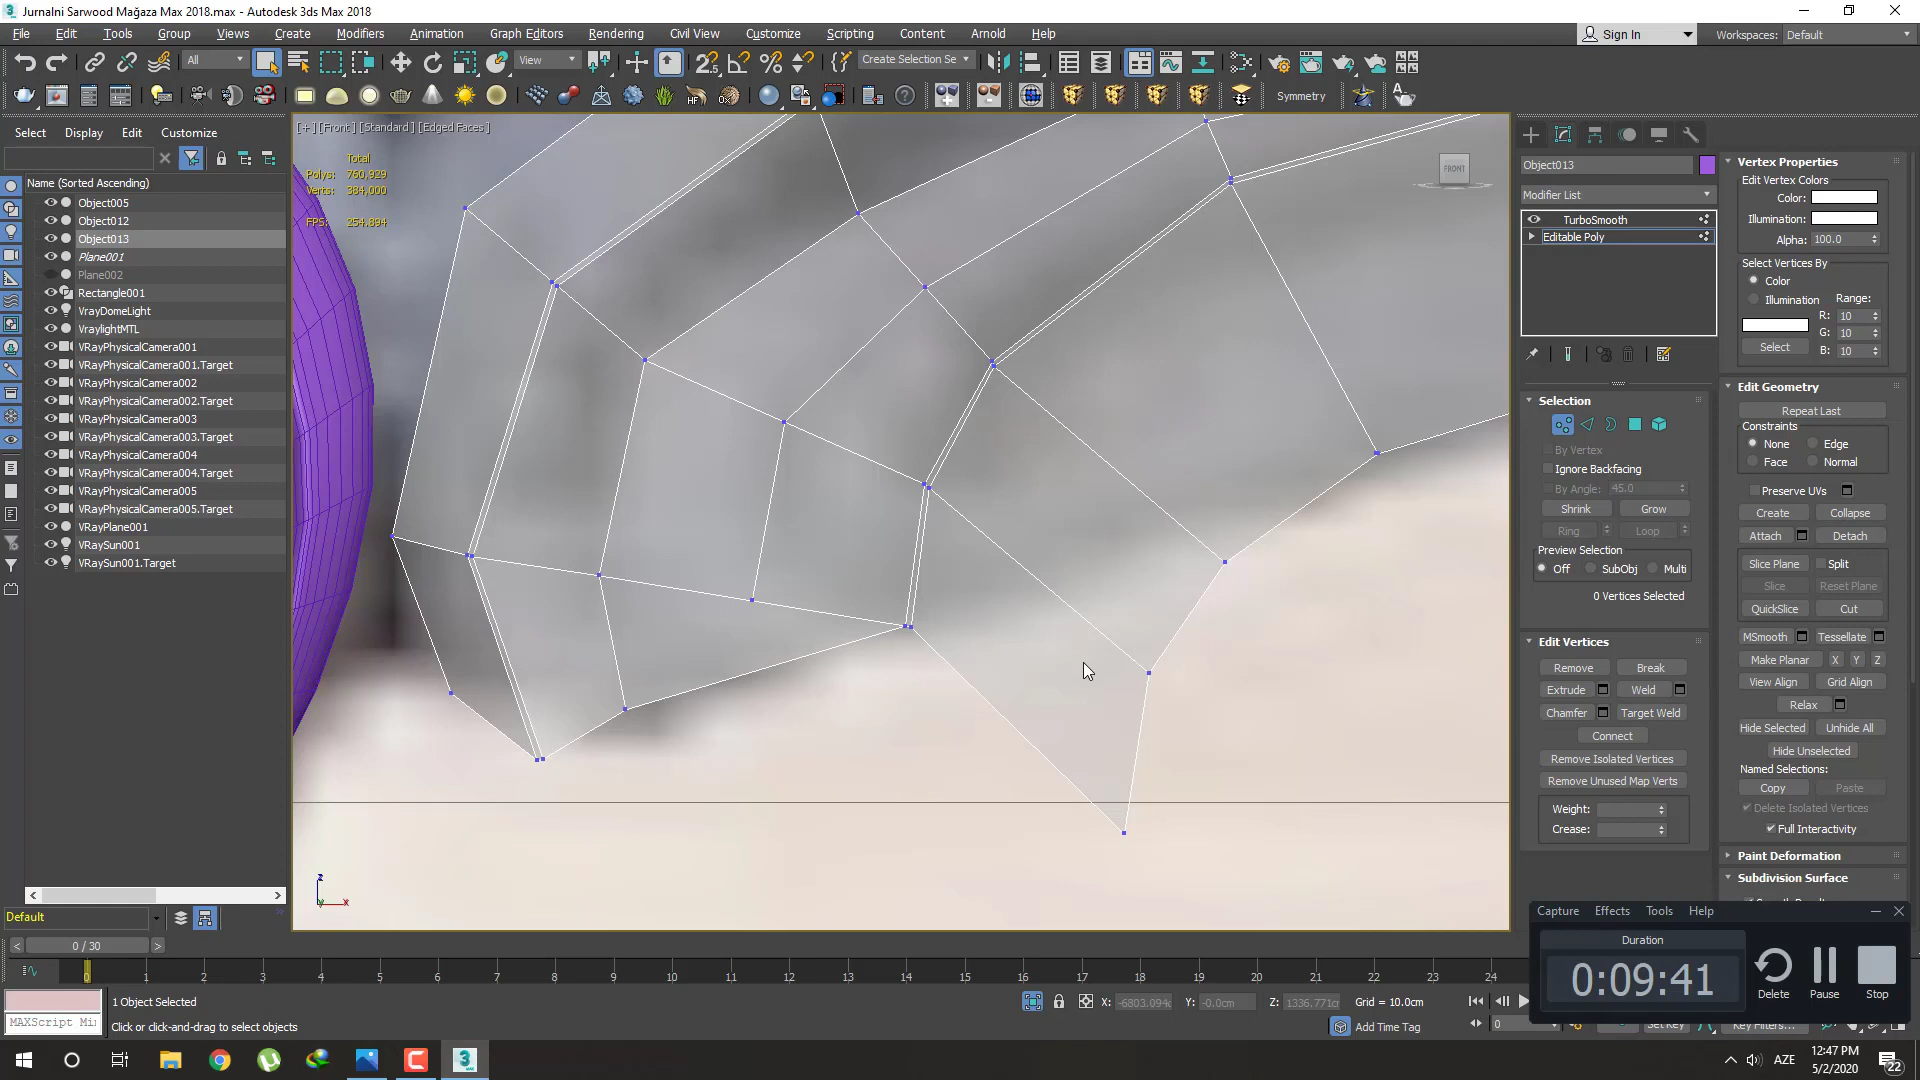 Jurnalni Sarwood Mağaza Max 2018.max - Autodesk 3ds Max 2018
File Edit Tools Group Views Create Modifiers Animation Graph Editors Rendering Civil View Customize Scripting Content Arnold Help
Sign In Workspaces: Default
All View Create Selection Se
Symmetry
Select Display Edit Customize
Name (Sorted Ascending)
Object005
Object012
Object013
Plane001
Plane002
Rectangle001
VrayDomeLight
VraylightMTL
VRayPhysicalCamera001
VRayPhysicalCamera001.Target
VRayPhysicalCamera002
VRayPhysicalCamera002.Target
VRayPhysicalCamera003
VRayPhysicalCamera003.Target
VRayPhysicalCamera004
VRayPhysicalCamera004.Target
VRayPhysicalCamera005
VRayPhysicalCamera005.Target
VRayPlane001
VRaySun001
VRaySun001.Target
Default
0 / 30
[+] [Front] [Standard] [Edged Faces]
Total
Polys: 760,929
Verts: 384,000
FPS: 254.894
FRONT
z
x
Object013
Modifier List
TurboSmooth
Editable Poly
Selection
By Vertex
Ignore Backfacing
By Angle: 45.0
Shrink Grow
Ring Loop
Preview Selection
Off SubObj Multi
0 Vertices Selected
Edit Vertices
Remove Break
Extrude Weld
Chamfer Target Weld
Connect
Remove Isolated Vertices
Remove Unused Map Verts
Weight:
Crease:
Vertex Properties
Edit Vertex Colors
Color:
Illumination:
Alpha: 100.0
Select Vertices By
Color
Illumination Range:
R: 10
G: 10
B: 10
Select
Edit Geometry
Repeat Last
Constraints
None Edge
Face Normal
Preserve UVs
Create Collapse
Attach Detach
Slice Plane Split
Slice Reset Plane
QuickSlice Cut
MSmooth Tessellate
Make Planar X Y Z
View Align Grid Align
Relax
Hide Selected Unhide All
Hide Unselected
Named Selections:
Copy Paste
Delete Isolated Vertices
Full Interactivity
Paint Deformation
Subdivision Surface
Capture Effects Tools Help
Duration
0:09:41
Delete Pause Stop
0 1 2 3 4 5 6 7 8 9 10 11 12 13 14 15 16 17 18 19 20 21 22 23 24
MAXScript Mi
1 Object Selected
Click or click-and-drag to select objects
X: Y: -0.0cm Z: Grid = 10.0cm
Add Time Tag
0
Set Key Key Filters...
AZE
12:47 PM
5/2/2020
22